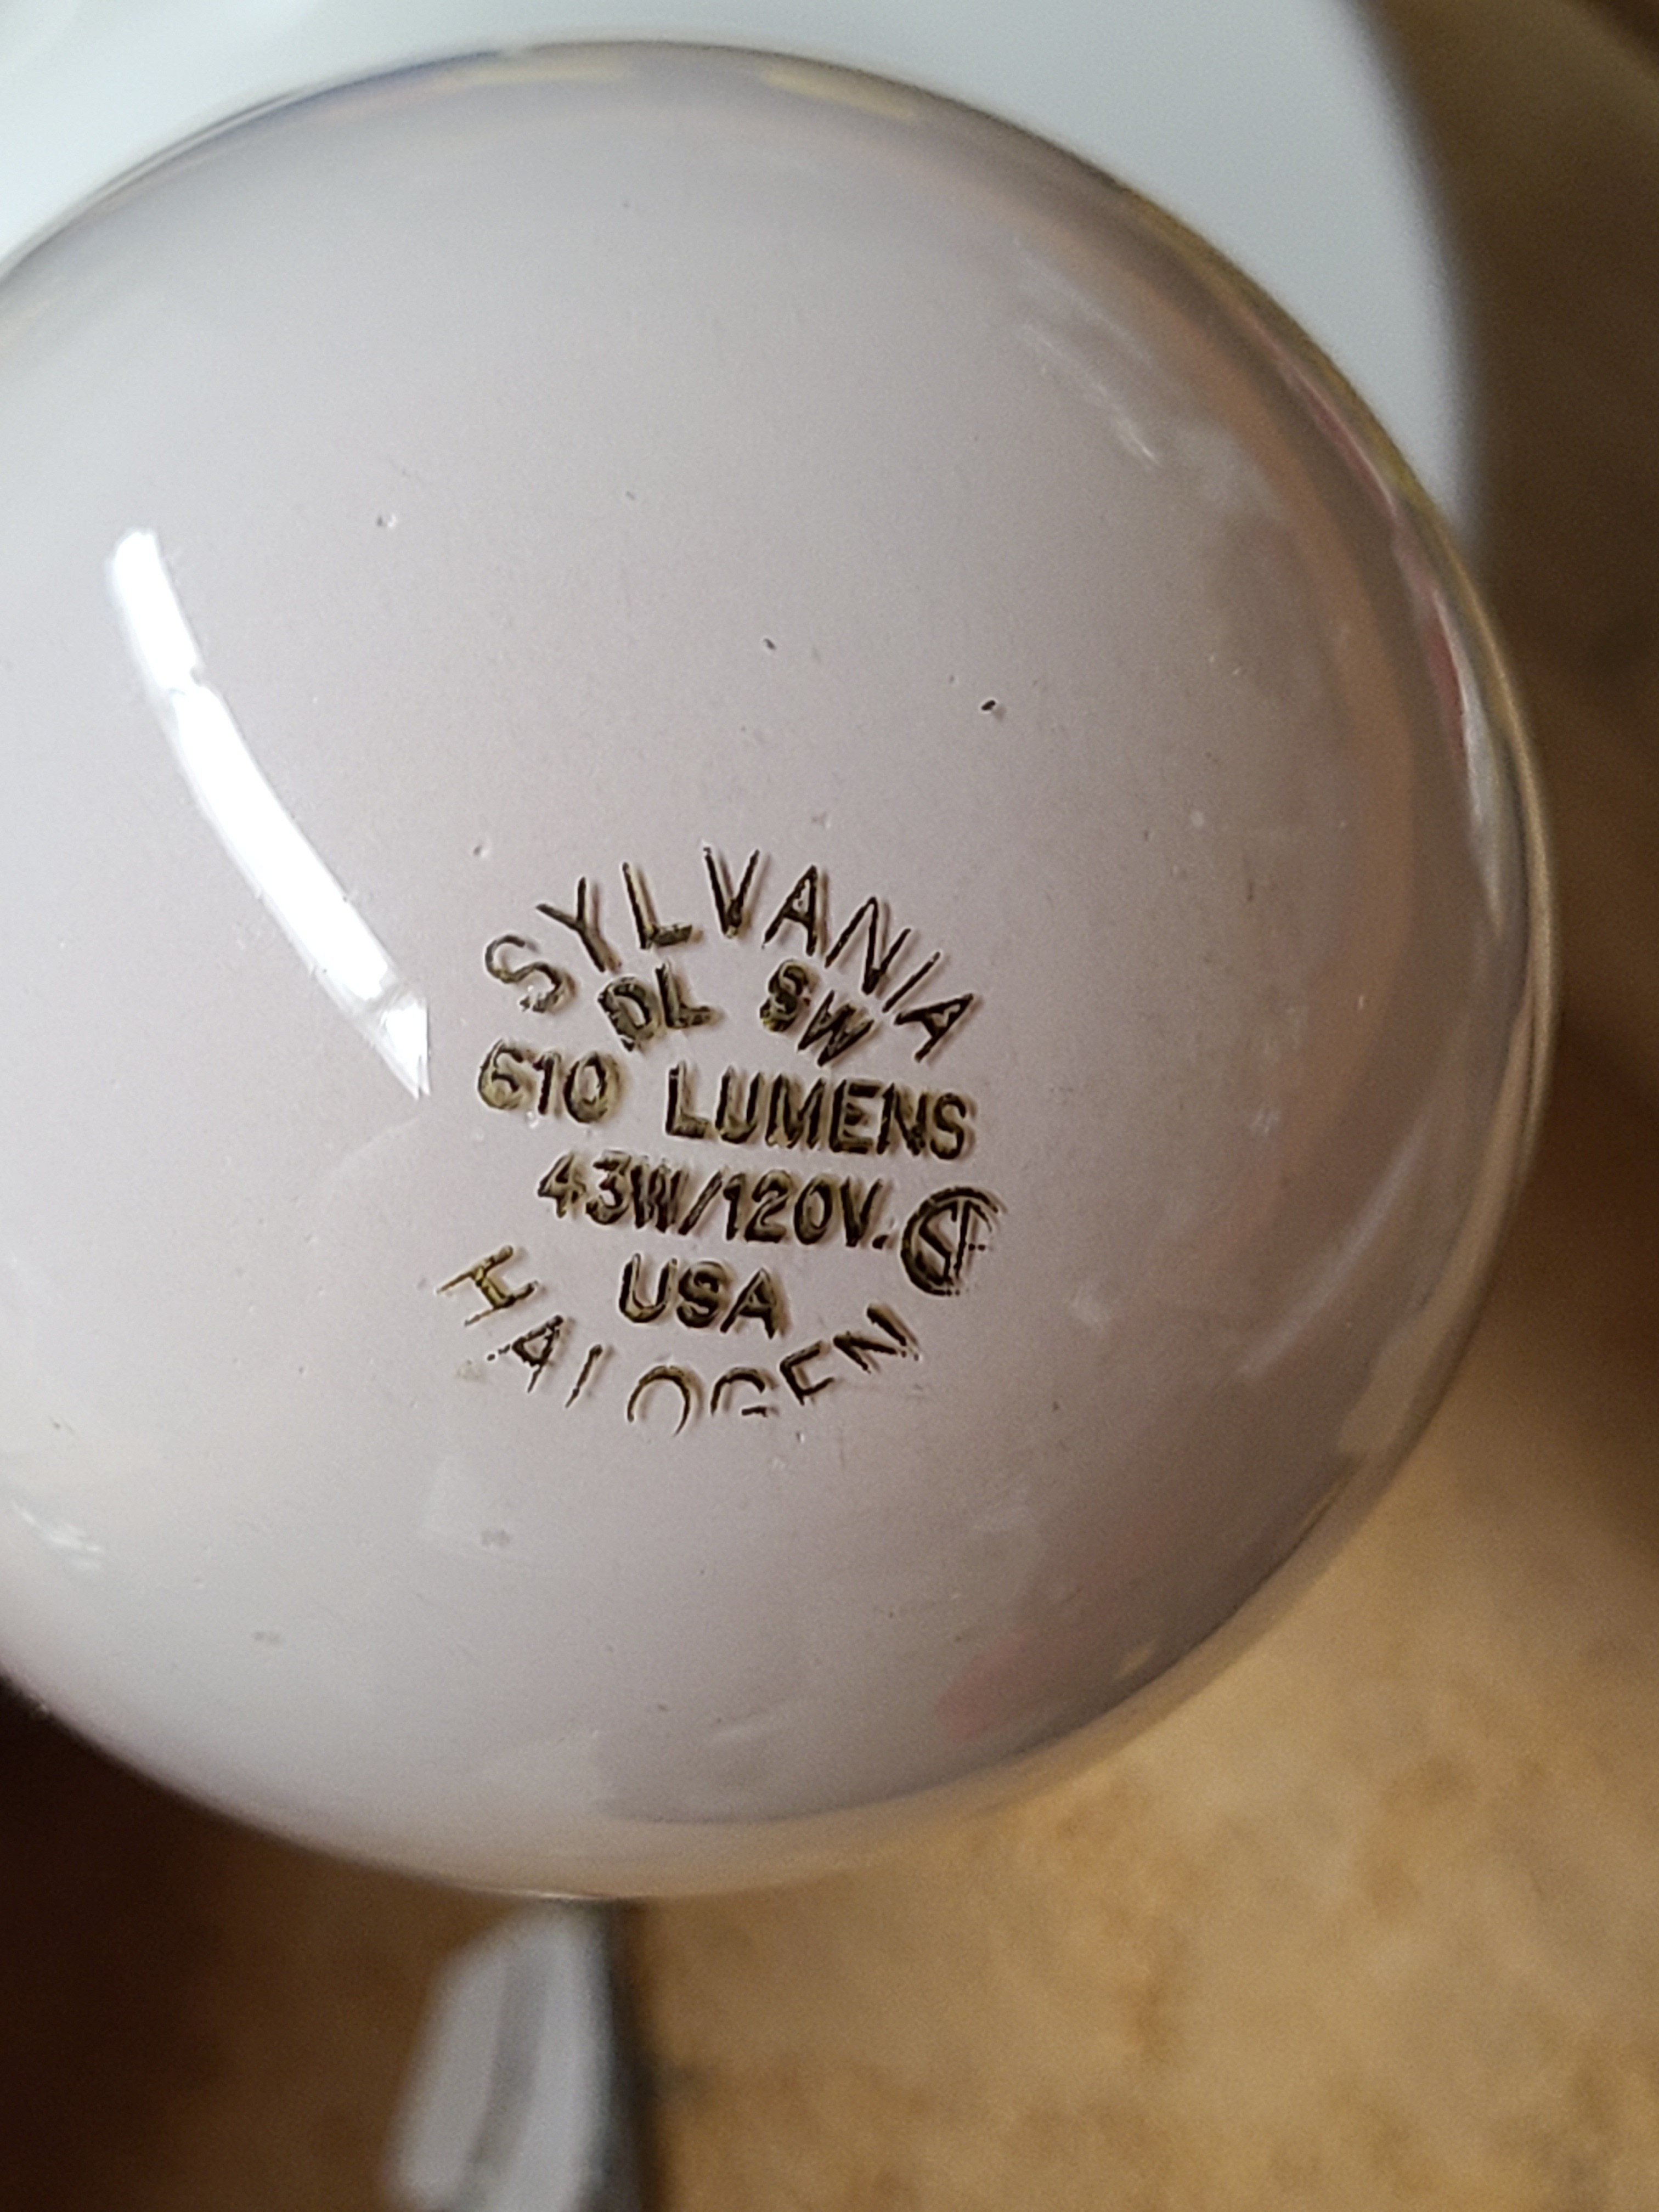 SYLVANIA
DL SW
610 LUMENS
43W/120V.
USA
HALOGEN